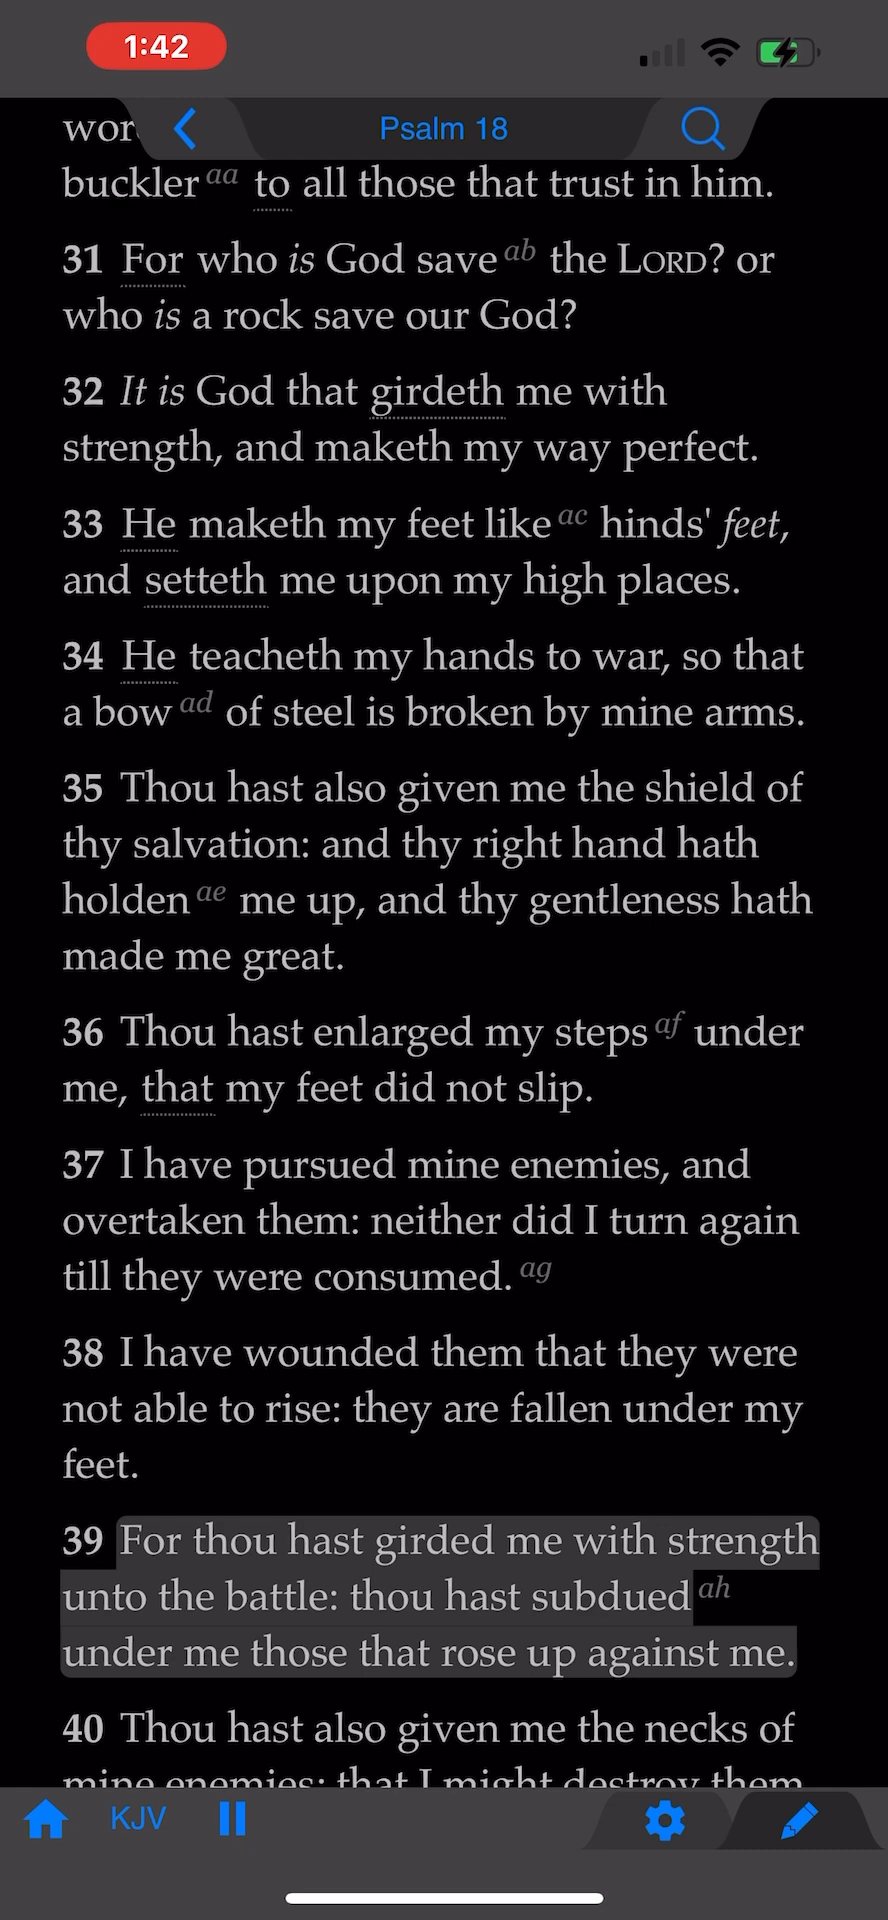 1:42
Psalm 18
wor
buckler aa to all those that trust in him.
31 For who is God save ab the LORD? or
who is a rock save our God?
32 It is God that girdeth me with
strength, and maketh my way perfect.
33 He maketh my feet like ac hinds' feet,
and setteth me upon my high places.
34 He teacheth my hands to war, so that
a bow ad of steel is broken by mine arms.
35 Thou hast also given me the shield of
thy salvation: and thy right hand hath
holden ae me up, and thy gentleness hath
made me great.
36 Thou hast enlarged my steps af under
me, that my feet did not slip.
37 I have pursued mine enemies, and
overtaken them: neither did I turn again
till they were consumed. ag
38 I have wounded them that they were
not able to rise: they are fallen under my
feet.
39 For thou hast girded me with strength
unto the battle: thou hast subdued ah
under me those that rose up against me.
40 Thou hast also given me the necks of
mine enemies: that I might destroy them
KJV